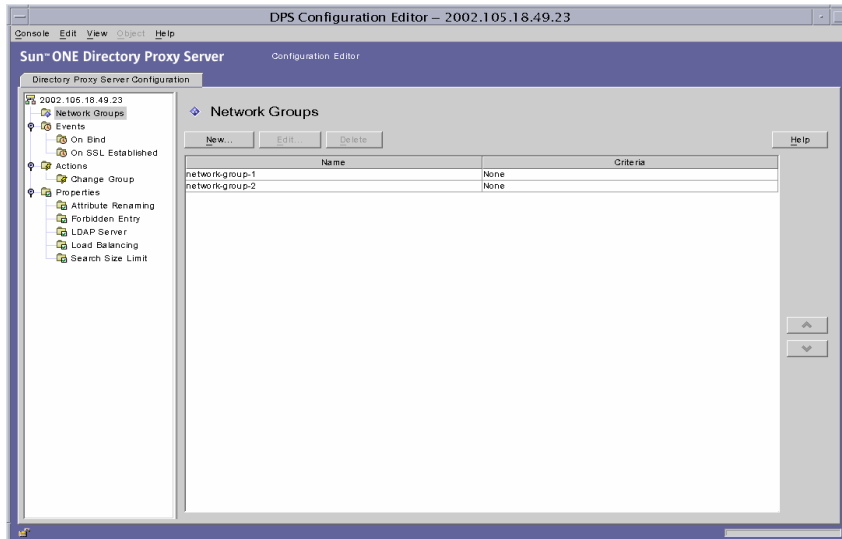 DPS Configuration Editor – 2002.105.18.49.23
Console Edit View Object Help
Sun™ ONE Directory Proxy Server Configuration Editor
Directory Proxy Server Configuration
2002.105.18.49.23
Network Groups
Events
On Bind
On SSL Established
Actions
Change Group
Properties
Attribute Renaming
Forbidden Entry
LDAP Server
Load Balancing
Search Size Limit
Network Groups
New... Edit... Delete Help
Name Criteria
network-group-1 None
network-group-2 None